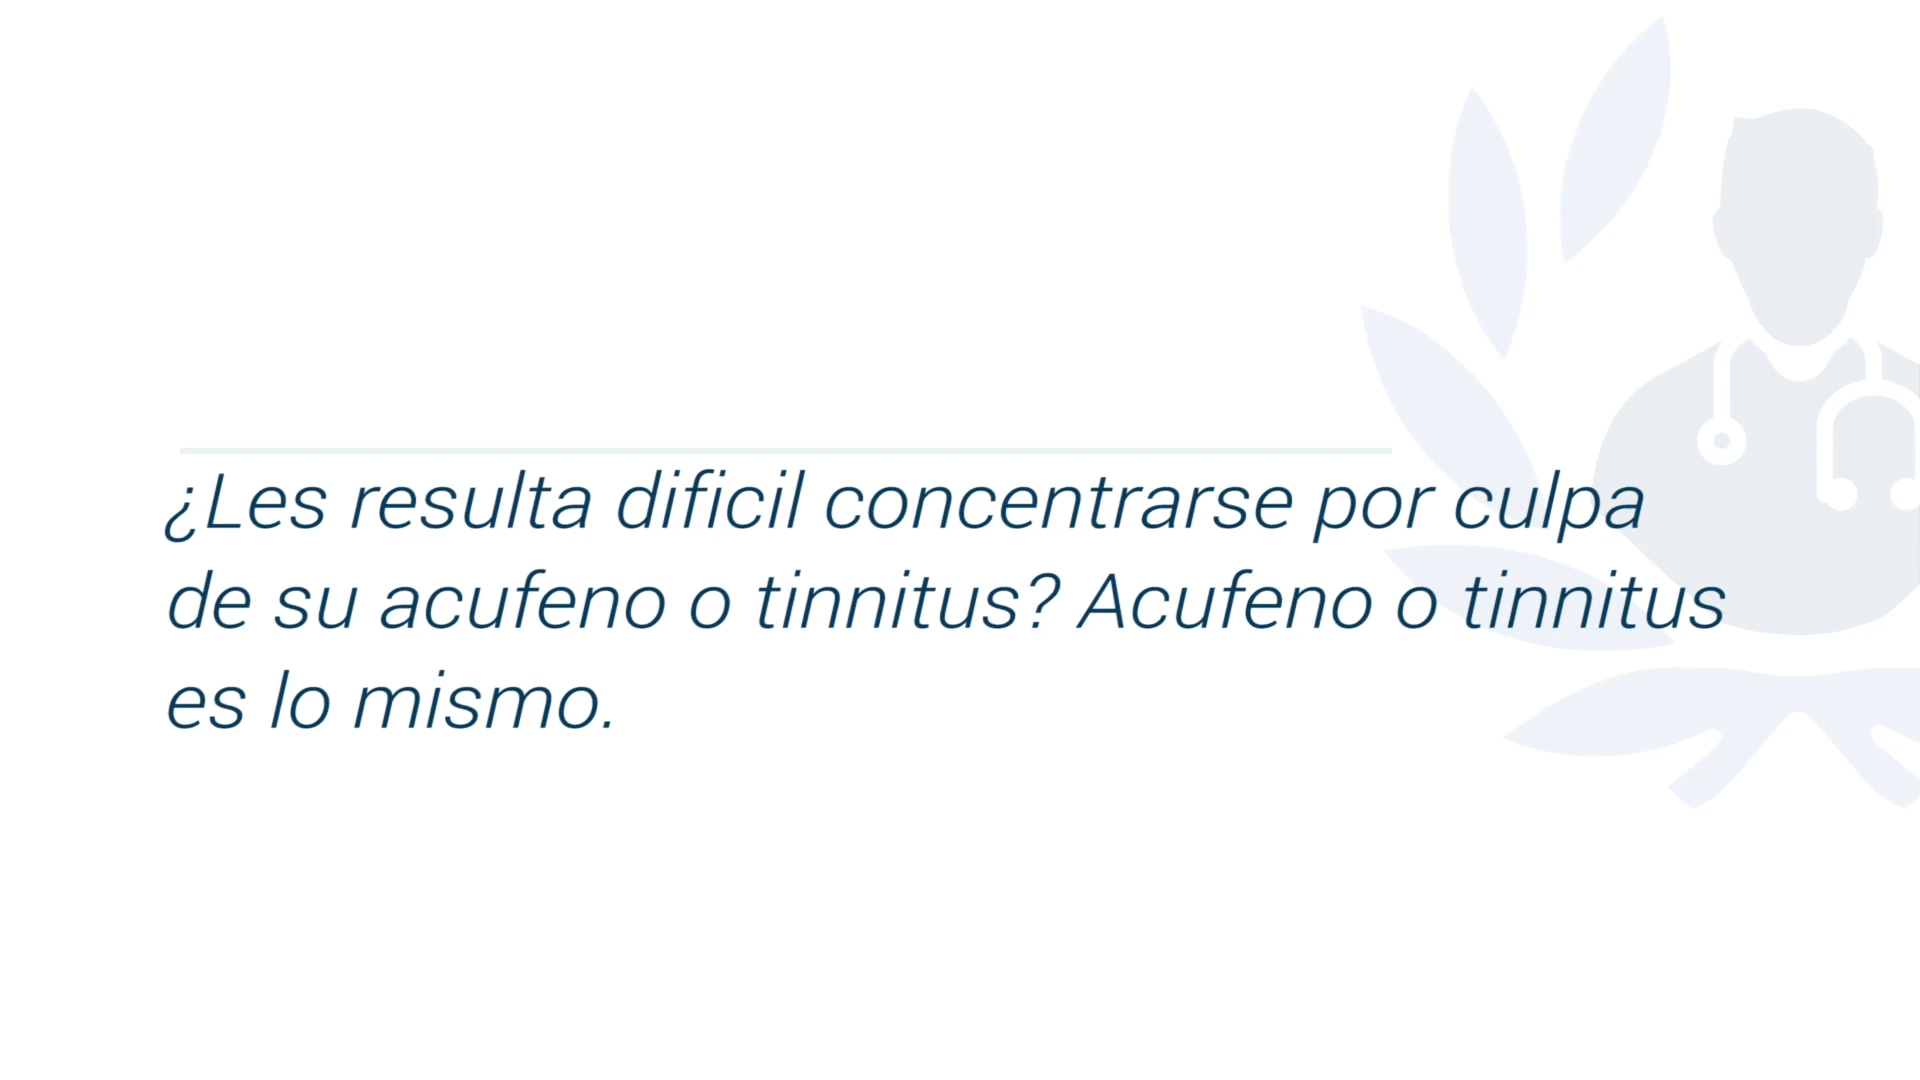 ¿Les resulta dificil concentrarse por culpa
de su acufeno o tinnitus? Acufeno o tinnitus
es lo mismo.